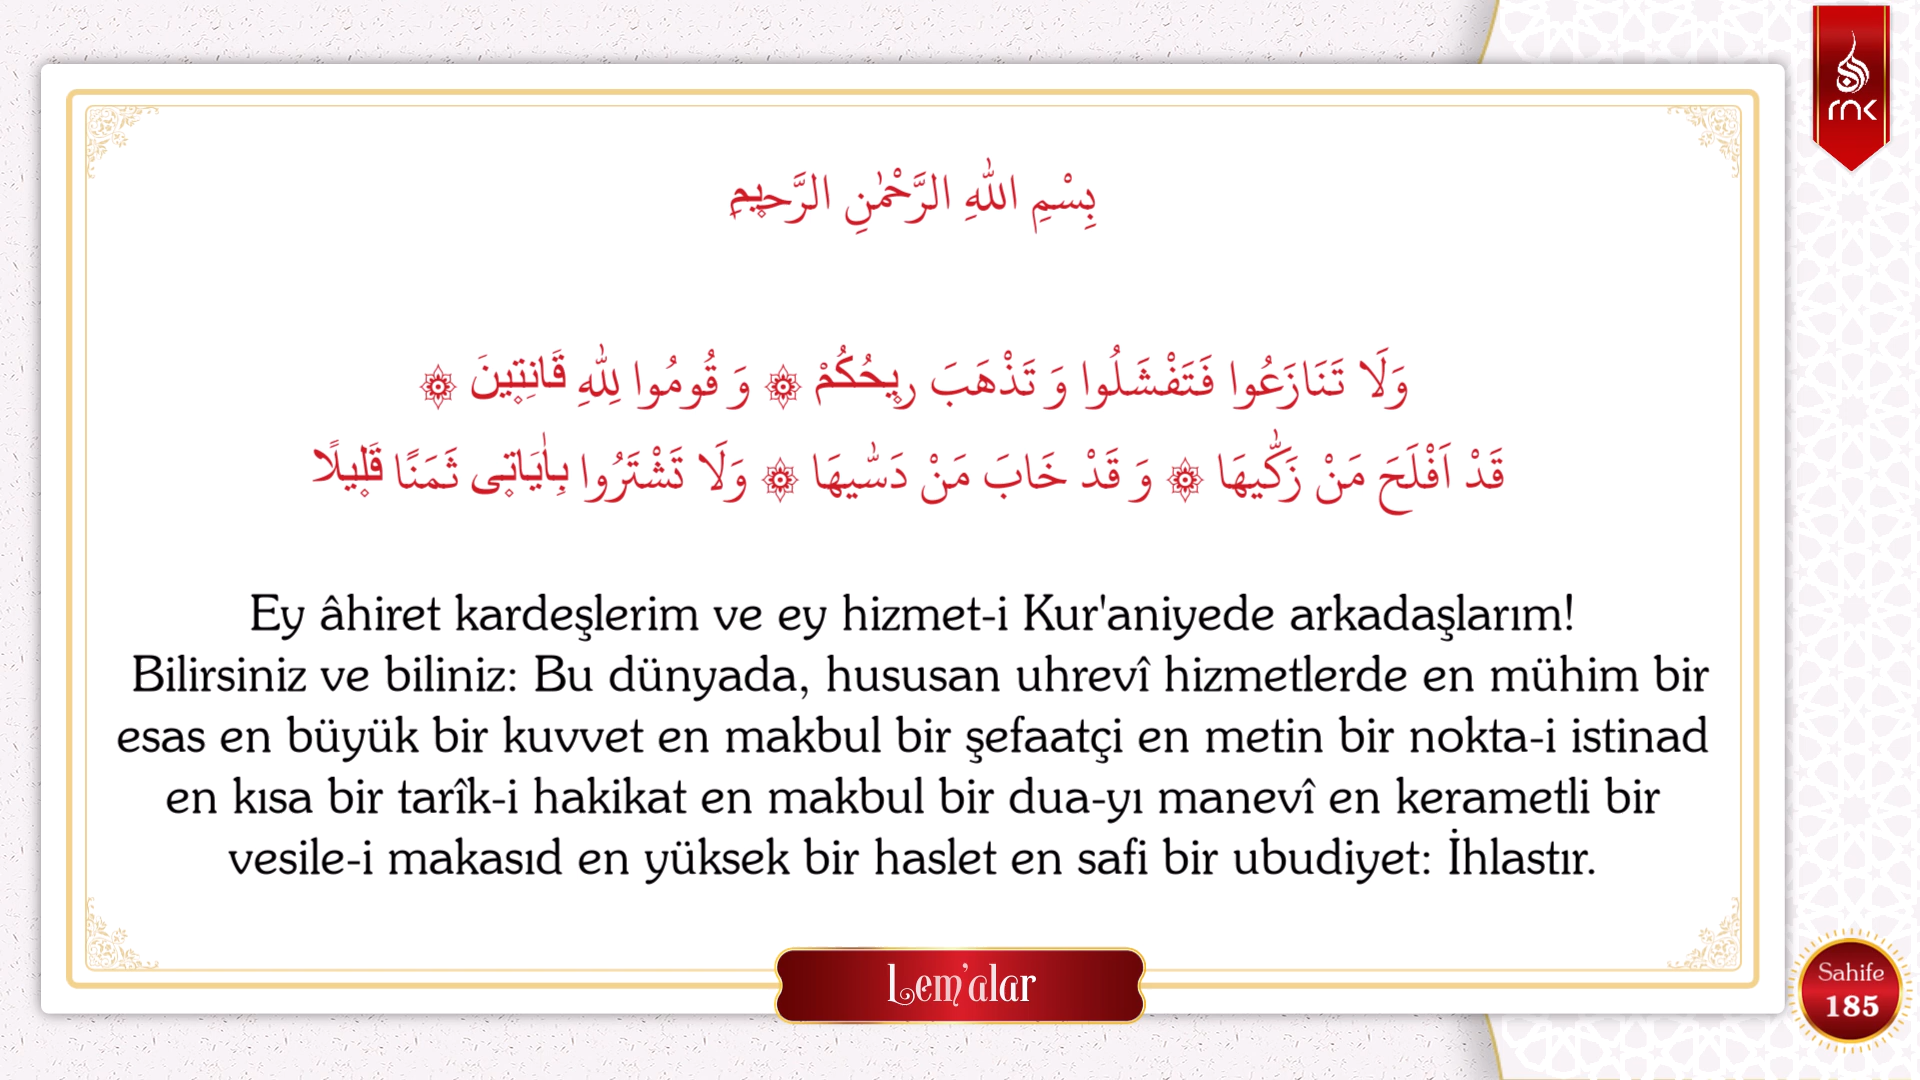 rnk
بِسْمِ اللّٰهِ الرَّحْمٰنِ الرَّحِيمِ
وَلَا تَنَازَعُوا فَتَفْشَلُوا وَ تَذْهَبَ رِيحُكُمْ ۞ وَ قُومُوا لِلّٰهِ قَانِتِينَ ۞
قَدْ اَفْلَحَ مَنْ زَكّٰيهَا ۞ وَ قَدْ خَابَ مَنْ دَسّٰيهَا ۞ وَلَا تَشْتَرُوا بِاٰيَاتِى ثَمَنًا قَلِيلًا
Ey âhiret kardeşlerim ve ey hizmet-i Kur'aniyede arkadaşlarım!
Bilirsiniz ve biliniz: Bu dünyada, hususan uhrevî hizmetlerde en mühim bir
esas en büyük bir kuvvet en makbul bir şefaatçi en metin bir nokta-i istinad
en kısa bir tarîk-i hakikat en makbul bir dua-yı manevî en kerametli bir
vesile-i makasıd en yüksek bir haslet en safi bir ubudiyet: İhlastır.
Lem'alar
Sahife
185